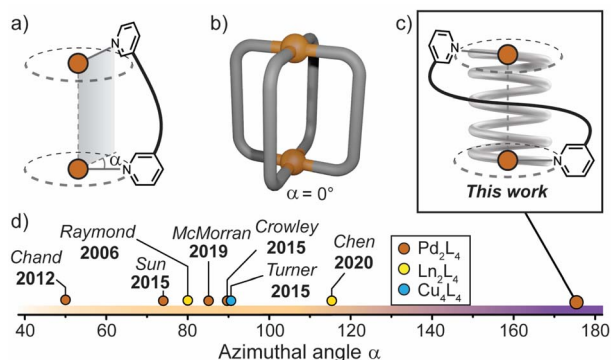 a)
N
α
N
b)
α = 0°
c)
N
N
This work
d)
Chand
2012
Raymond
2006
Sun
2015
McMorran
2019
Crowley
2015
Turner
2015
Chen
2020
Pd2L4
Ln2L4
Cu4L4
40 60 80 100 120 140 160 180
Azimuthal angle α